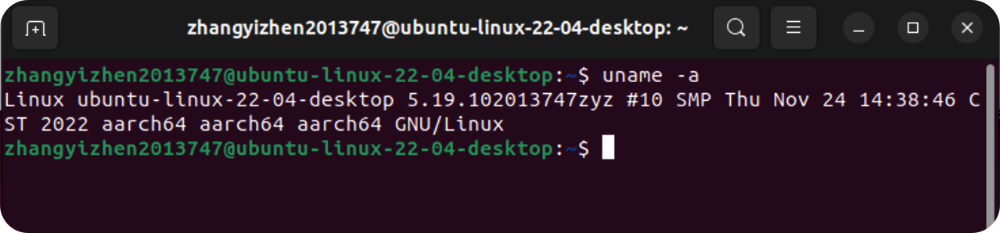 zhangyizhen2013747@ubuntu-linux-22-04-desktop: ~
zhangyizhen2013747@ubuntu-linux-22-04-desktop:~$ uname -a
Linux ubuntu-linux-22-04-desktop 5.19.102013747zyz #10 SMP Thu Nov 24 14:38:46 C
ST 2022 aarch64 aarch64 aarch64 GNU/Linux
zhangyizhen2013747@ubuntu-linux-22-04-desktop:~$